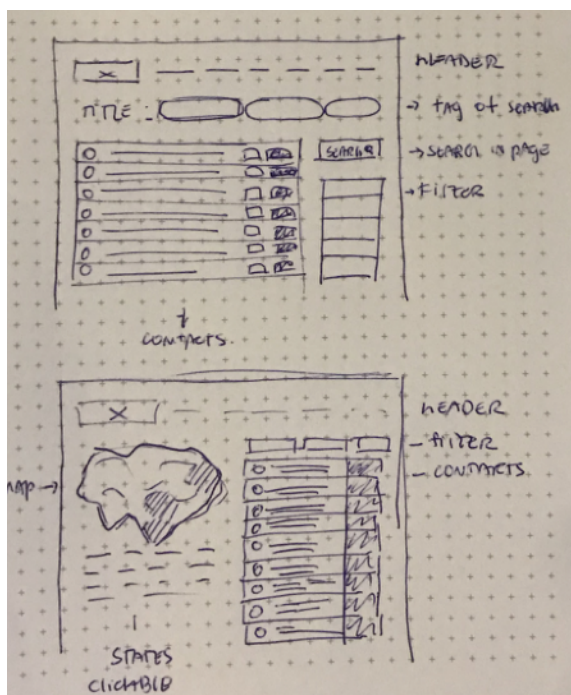 HEADER
TITLE :
→ TAG OF SEARCH
SEARCH
→ SEARCH IN PAGE
→ FILTER
CONTACTS
HEADER
- FILTER
- CONTACTS
MAP →
STATES
CLICKABLE